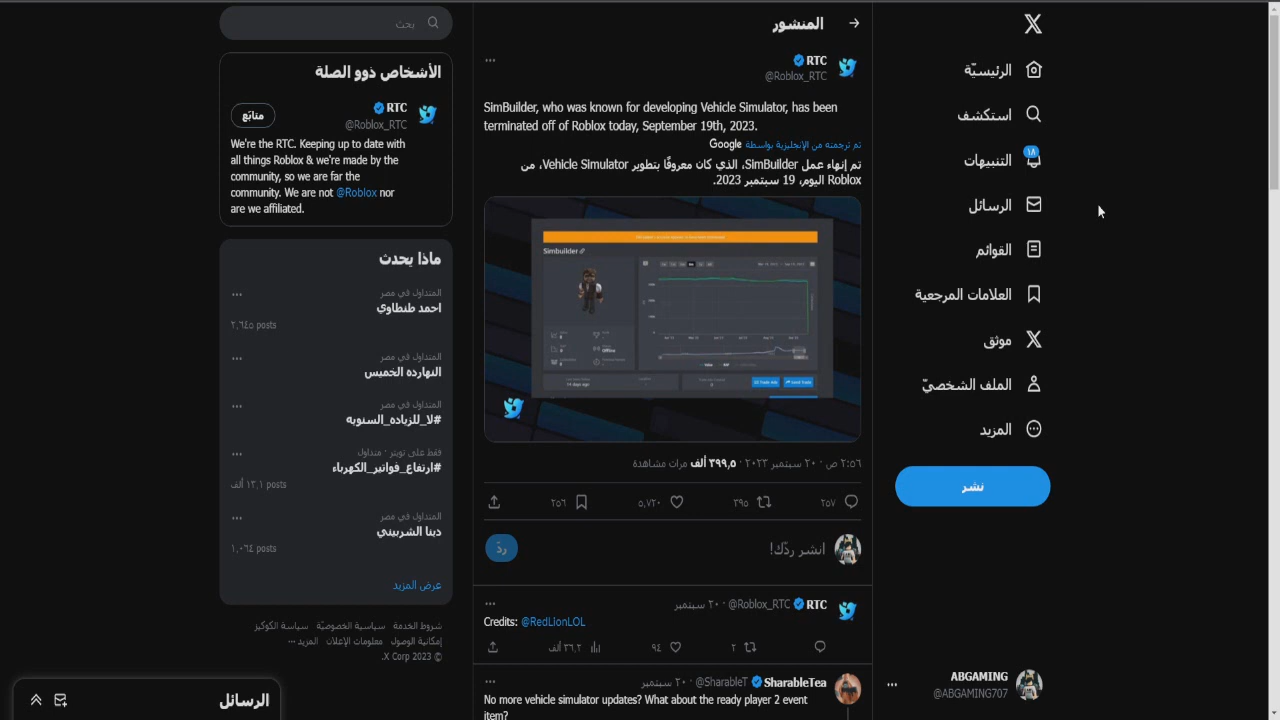 الرئيسيّة
استكشف
١٨
التنبيهات
الرسائل
القوائم
العلامات المرجعية
موثق
الملف الشخصيّ
المزيد
نشر
ABGAMING
@ABGAMING707
المنشور
RTC
@Roblox_RTC
SimBuilder, who was known for developing Vehicle Simulator, has been
terminated off of Roblox today, September 19th, 2023.
تم ترجمته من الإنجليزية بواسطة Google
تم إنهاء عمل SimBuilder، الذي كان معروفًا بتطوير Vehicle Simulator، من
Roblox اليوم، 19 سبتمبر 2023.
Simbuilder
Offline
14 days ago
٢:٥٦ ص · ٢٠ سبتمبر ٢٠٢٣ · ٣٩٩,٥ ألف مرات مشاهدة
٢٥٧ ٣٩٥ ٥,٧٢٠ ٢٥٦
انشر ردّك!
ردّ
RTC @Roblox_RTC · ٢٠ سبتمبر
Credits: @RedLionLOL
٢ ٩٤ ٣٦,٢ ألف
SharableTea @SharableT · ٢٠ سبتمبر
No more vehicle simulator updates? What about the ready player 2 event
item?
بحث
الأشخاص ذوو الصلة
RTC
@Roblox_RTC
متابَع
We're the RTC. Keeping up to date with
all things Roblox & we're made by the
community, so we are far the
community. We are not @Roblox nor
are we affiliated.
ماذا يحدث
المتداول في مصر
احمد طنطاوي
٢,٦٤٥ posts
المتداول في مصر
النهارده الخميس
المتداول في مصر
#لا_للزياده_السنويه
فقط على تويتر · متداول
#ارتفاع_فواتير_الكهرباء
١٣,١ ألف posts
المتداول في مصر
دينا الشربيني
١,٠٦٤ posts
عرض المزيد
شروط الخدمة سياسية الخصوصيّة سياسة الكوكيز
إمكانية الوصول معلومات الإعلان المزيد ...
© 2023 X Corp.
الرسائل